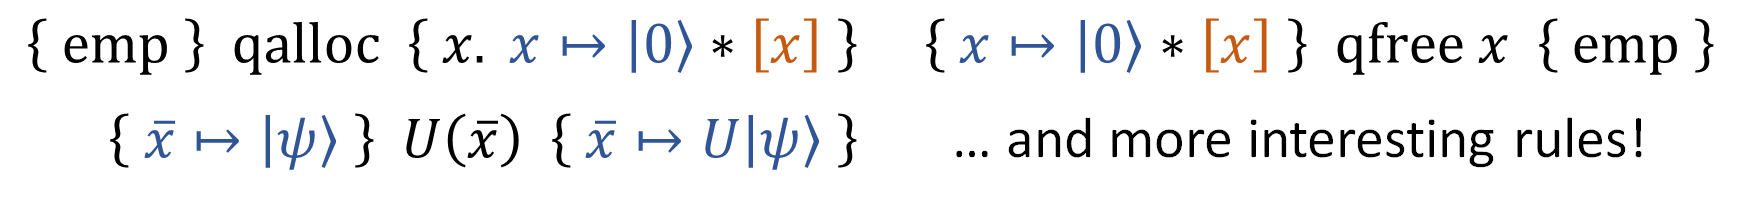 { emp } qalloc { x. x ↦ |0⟩ ∗ [x] } { x ↦ |0⟩ ∗ [x] } qfree x { emp }
{ x̄ ↦ |ψ⟩ } U(x̄) { x̄ ↦ U|ψ⟩ } ... and more interesting rules!